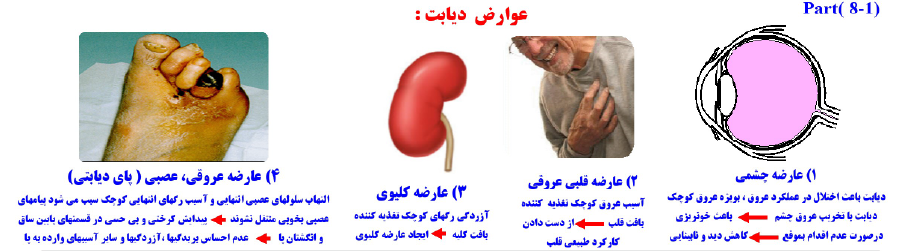 Part( 8-1)
عوارض دیابت :
۱) عارضه چشمی
دیابت باعث اختلال در عملکرد عروق ، بویژه عروق کوچک
دیابت با تخریب عروق چشم باعث خونریزی
درصورت عدم اقدام بموقع کاهش دید و نابینایی
۲) عارضه قلبی عروقی
آسیب عروق کوچک تغذیه کننده
بافت قلب از دست دادن
کارکرد طبیعی قلب
۳) عارضه کلیوی
آزردگی رگهای کوچک تغذیه کننده
بافت کلیه ایجاد عارضه کلیوی
۴) عارضه عروقی، عصبی ( پای دیابتی)
التهاب سلولهای عصبی انتهایی و آسیب رگهای انتهایی کوچک سبب می شود پیامهای
عصبی بخوبی منتقل نشوند پیدایش کرختی و بی حسی در قسمتهای پایین ساق
و انگشتان پا عدم احساس بریدگیها ، آزردگیها و سایر آسیبهای وارده به پا